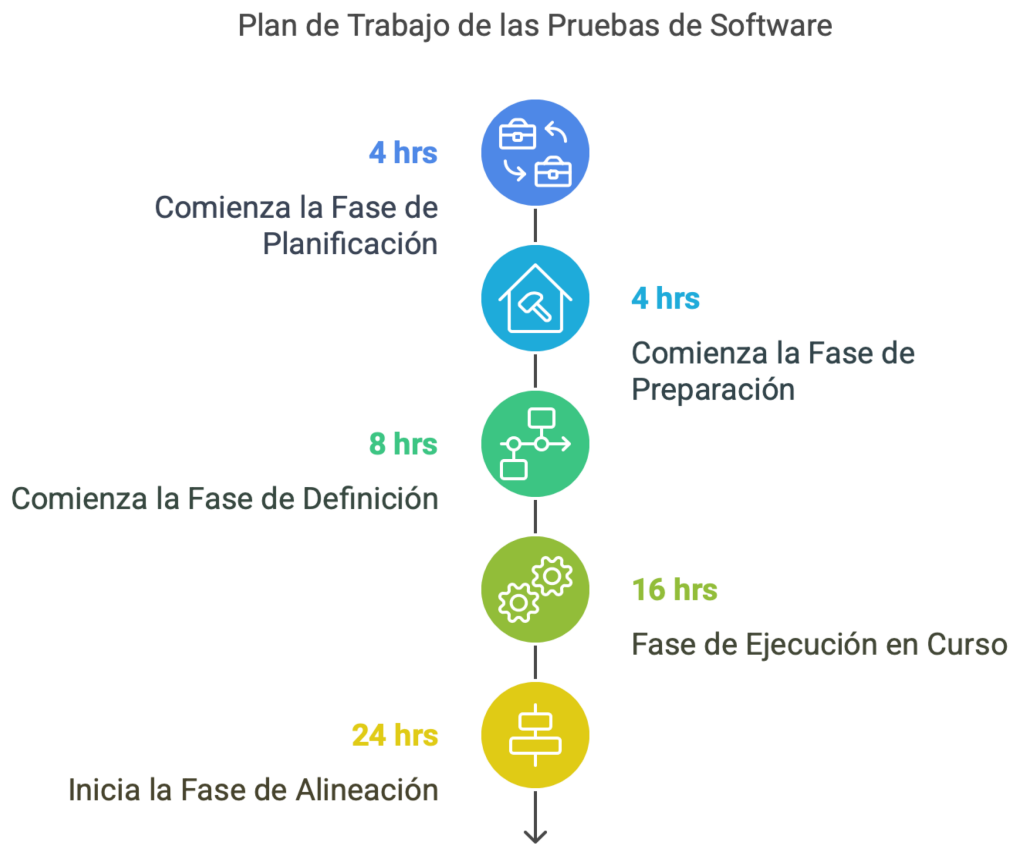 Plan de Trabajo de las Pruebas de Software
4 hrs
Comienza la Fase de
Planificación
4 hrs
Comienza la Fase de
Preparación
8 hrs
Comienza la Fase de Definición
16 hrs
Fase de Ejecución en Curso
24 hrs
Inicia la Fase de Alineación